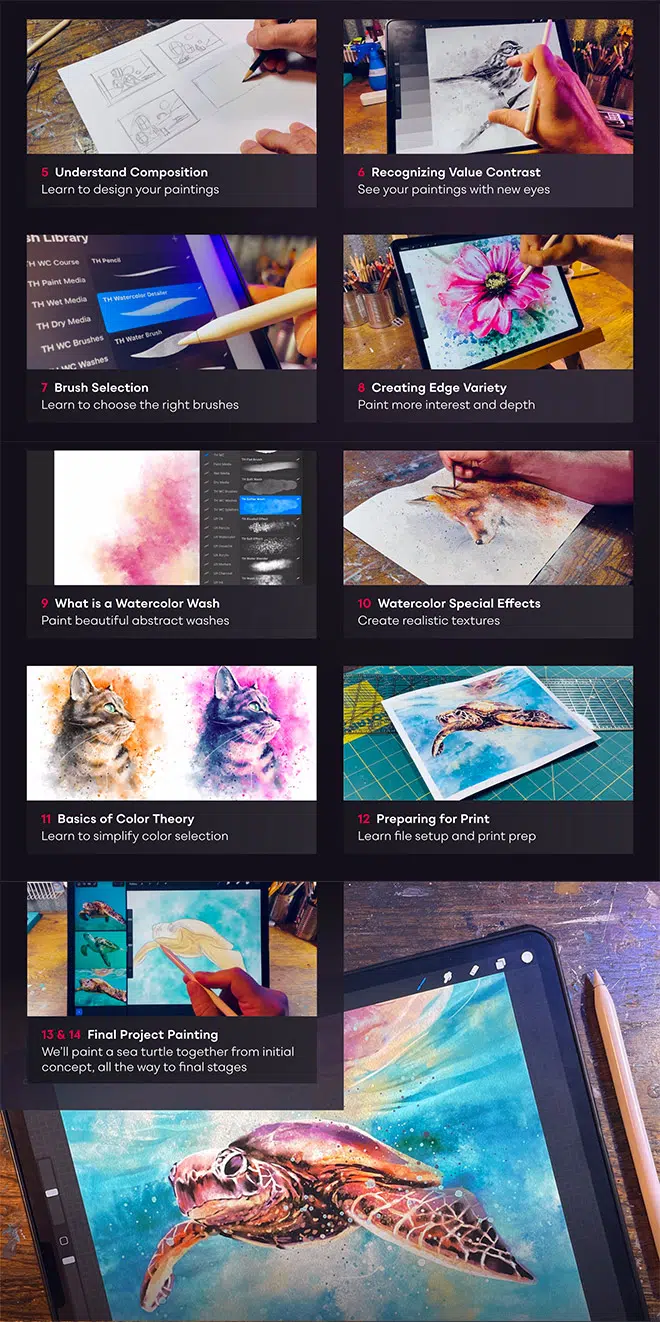 5 Understand Composition
Learn to design your paintings
6 Recognizing Value Contrast
See your paintings with new eyes
Library
TH WC Course
TH Paint Media
TH Wet Media
TH Dry Media
TH WC Brushes
TH WC Washes
TH Pencil
TH Watercolor Detailer
TH Water Brush
7 Brush Selection
Learn to choose the right brushes
8 Creating Edge Variety
Paint more interest and depth
9 What is a Watercolor Wash
Paint beautiful abstract washes
10 Watercolor Special Effects
Create realistic textures
11 Basics of Color Theory
Learn to simplify color selection
12 Preparing for Print
Learn file setup and print prep
13 & 14 Final Project Painting
We'll paint a sea turtle together from initial
concept, all the way to final stages